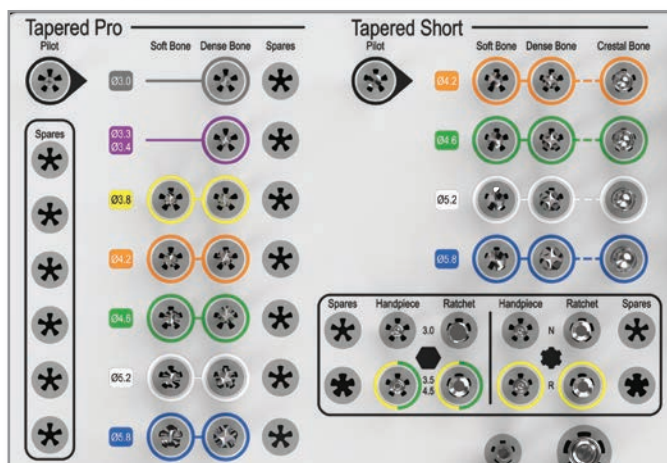 Tapered Pro
Pilot
Soft Bone Dense Bone Spares
Ø3.0
Ø3.3
Ø3.4
Ø3.8
Ø4.2
Ø4.6
Ø5.2
Ø5.8
Spares
Tapered Short
Pilot
Soft Bone Dense Bone Crestal Bone
Ø4.2
Ø4.6
Ø5.2
Ø5.8
Spares Handpiece Ratchet Handpiece Ratchet Spares
3.0 N
3.5
4.5 R